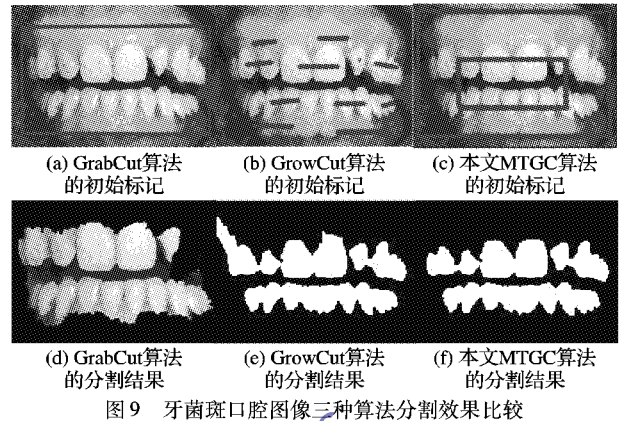 (a) GrabCut算法
的初始标记
(b) GrowCut算法
的初始标记
(c) 本文MTGC算法
的初始标记
(d) GrabCut算法
的分割结果
(e) GrowCut算法
的分割结果
(f) 本文MTGC算法
的分割结果
图9 牙菌斑口腔图像三种算法分割效果比较